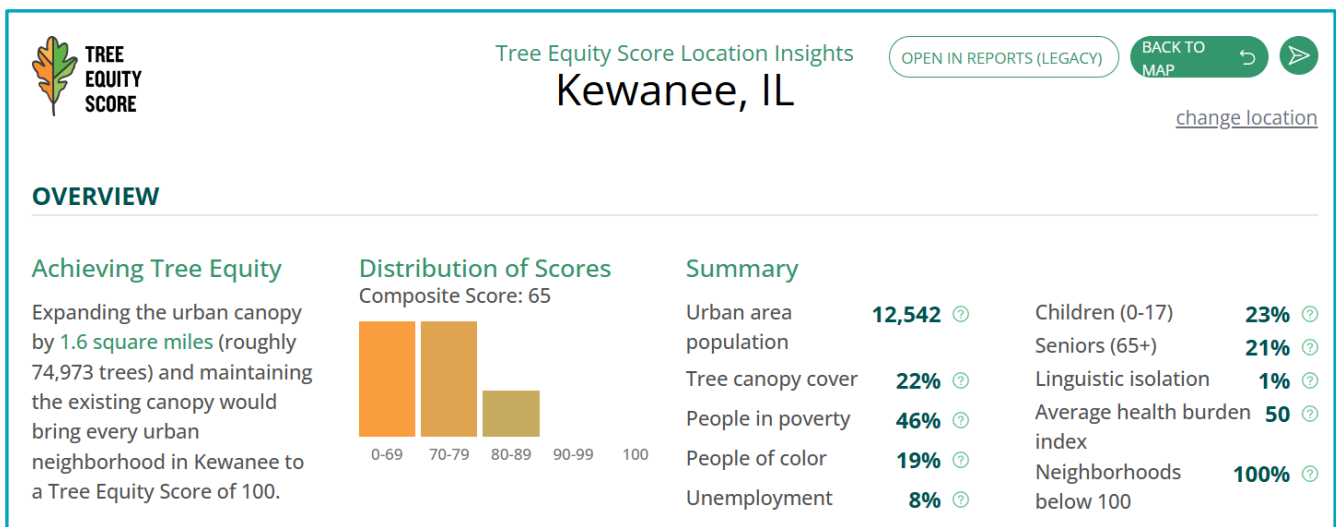 TREE
EQUITY
SCORE
Tree Equity Score Location Insights
Kewanee, IL
OPEN IN REPORTS (LEGACY)
BACK TO
MAP
change location
OVERVIEW
Achieving Tree Equity
Expanding the urban canopy
by 1.6 square miles (roughly
74,973 trees) and maintaining
the existing canopy would
bring every urban
neighborhood in Kewanee to
a Tree Equity Score of 100.
Distribution of Scores
Composite Score: 65
0-69 70-79 80-89 90-99 100
Summary
Urban area 12,542 ?
population
Tree canopy cover 22% ?
People in poverty 46% ?
People of color 19% ?
Unemployment 8% ?
Children (0-17) 23% ?
Seniors (65+) 21% ?
Linguistic isolation 1% ?
Average health burden 50 ?
index
Neighborhoods 100% ?
below 100